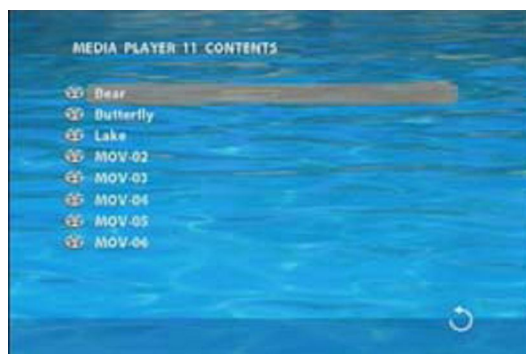 MEDIA PLAYER 11 CONTENTS
Bear
Butterfly
Lake
MOV-02
MOV-03
MOV-04
MOV-05
MOV-06